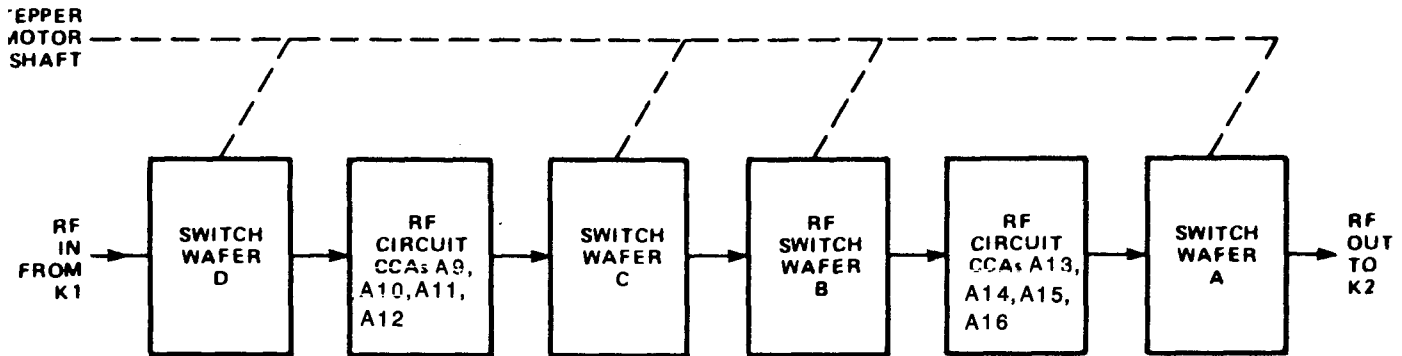 TEPPER
MOTOR
SHAFT
RF
IN
FROM
K1
SWITCH
WAFER
D
RF
CIRCUIT
CCAs A9,
A10, A11,
A12
SWITCH
WAFER
C
RF
SWITCH
WAFER
B
RF
CIRCUIT
CCAs A13,
A14, A15,
A16
SWITCH
WAFER
A
RF
OUT
TO
K2